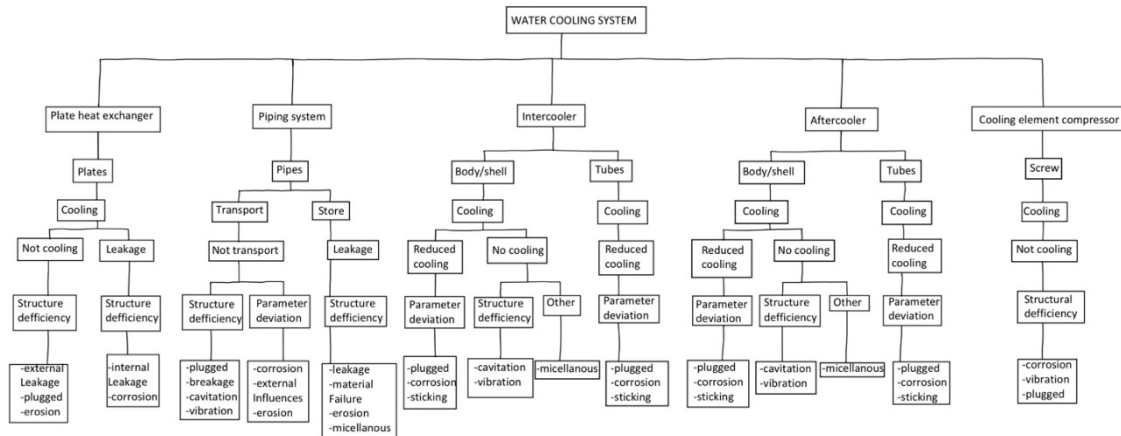 WATER COOLING SYSTEM
Plate heat exchanger
Piping system
Intercooler
Aftercooler
Cooling element compressor
Plates
Pipes
Body/shell
Tubes
Body/shell
Tubes
Screw
Cooling
Transport
Store
Cooling
Cooling
Cooling
Cooling
Cooling
Not cooling
Leakage
Not transport
Leakage
Reduced
cooling
No cooling
Reduced
cooling
Reduced
cooling
No cooling
Reduced
cooling
Not cooling
Structure
defficiency
Structure
defficiency
Structure
defficiency
Parameter
deviation
Structure
defficiency
Parameter
deviation
Structure
defficiency
Other
Parameter
deviation
Parameter
deviation
Structure
defficiency
Other
Parameter
deviation
Structural
defficiency
-external
Leakage
-plugged
-erosion
-internal
Leakage
-corrosion
-plugged
-breakage
-cavitation
-vibration
-corrosion
-external
Influences
-erosion
-leakage
-material
Failure
-erosion
-micellanous
-plugged
-corrosion
-sticking
-cavitation
-vibration
-micellanous
-plugged
-corrosion
-sticking
-plugged
-corrosion
-sticking
-cavitation
-vibration
-micellanous
-plugged
-corrosion
-sticking
-corrosion
-vibration
-plugged